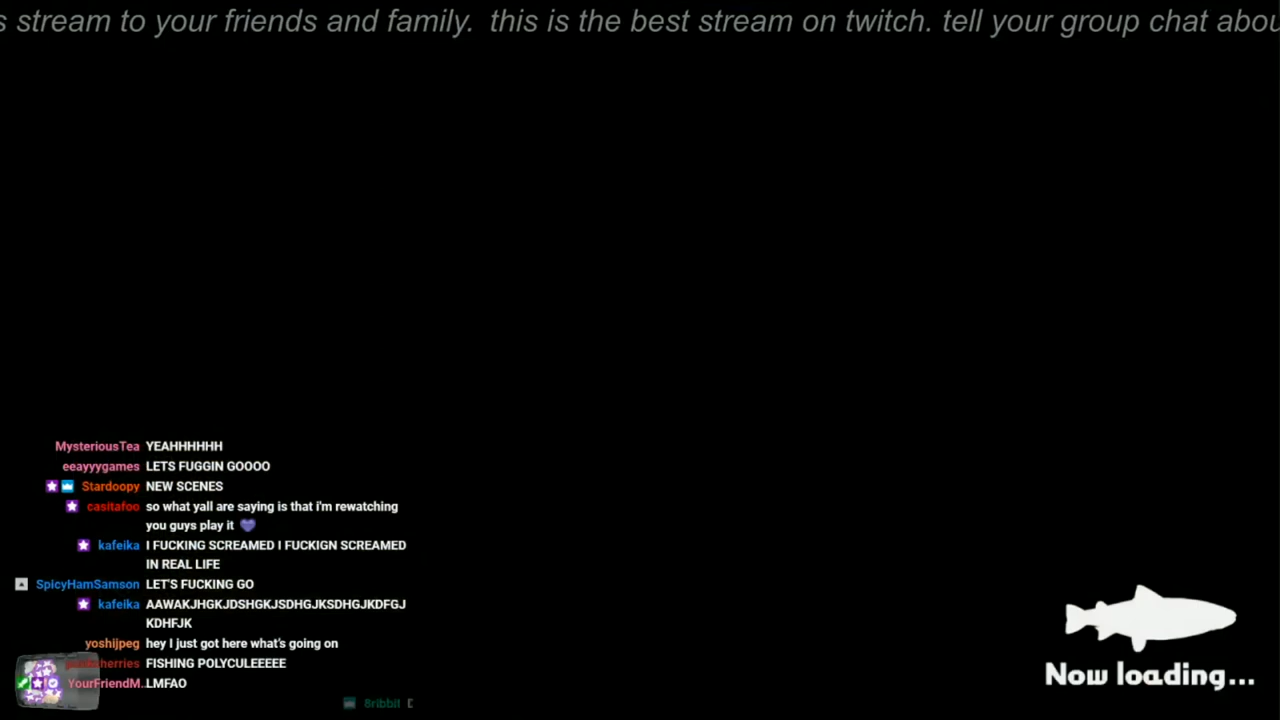 s stream to your friends and family. this is the best stream on twitch. tell your group chat abou
MysteriousTea YEAHHHHHH
eeayyygames LETS FUGGIN GOOOO
Stardoopy NEW SCENES
casitafoo so what yall are saying is that i'm rewatching
you guys play it
kafeika I FUCKING SCREAMED I FUCKIGN SCREAMED
IN REAL LIFE
SpicyHamSamson LET'S FUCKING GO
kafeika AAWAKJHGKJDSHGKJSDHGJKSDHGJKDFGJ
KDHFJK
yoshijpeg hey I just got here what's going on
FISHING POLYCULEEEEE
YourFriendM.. LMFAO
8ribbit
Now loading...